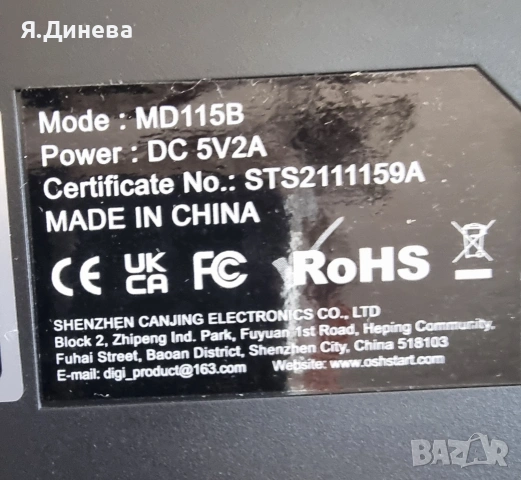 Я.Динева
Mode : MD115B
Power : DC 5V2A
Certificate No.: STS2111159A
MADE IN CHINA
CE UK CA FC RoHS
SHENZHEN CANJING ELECTRONICS CO., LTD
Block 2, Zhipeng Ind. Park, Fuyuan 1st Road, Heping Community,
Fuhai Street, Baoan District, Shenzhen City, China 518103
E-mail: digi_product@163.com www.oshstart.com
BAZAR